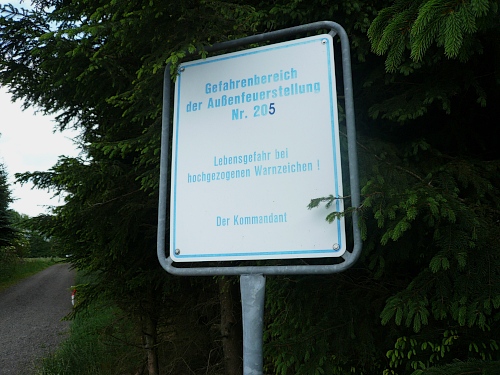 Gefahrenbereich
der Außenfeuerstellung
Nr. 205
Lebensgefahr bei
hochgezogenen Warnzeichen !
Der Kommandant